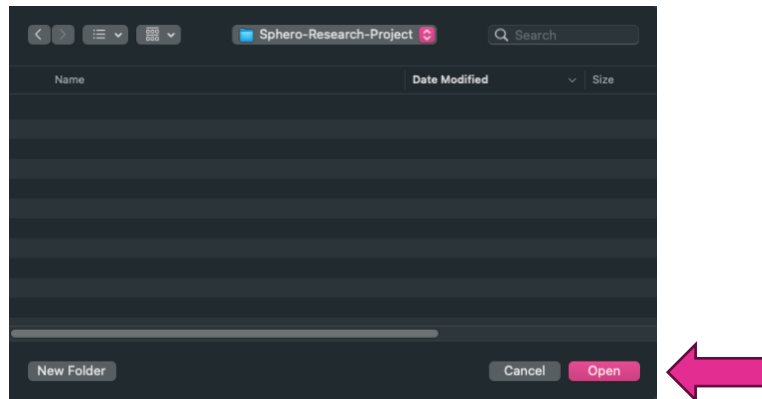 Sphero-Research-Project
Search
Name Date Modified Size
New Folder Cancel Open